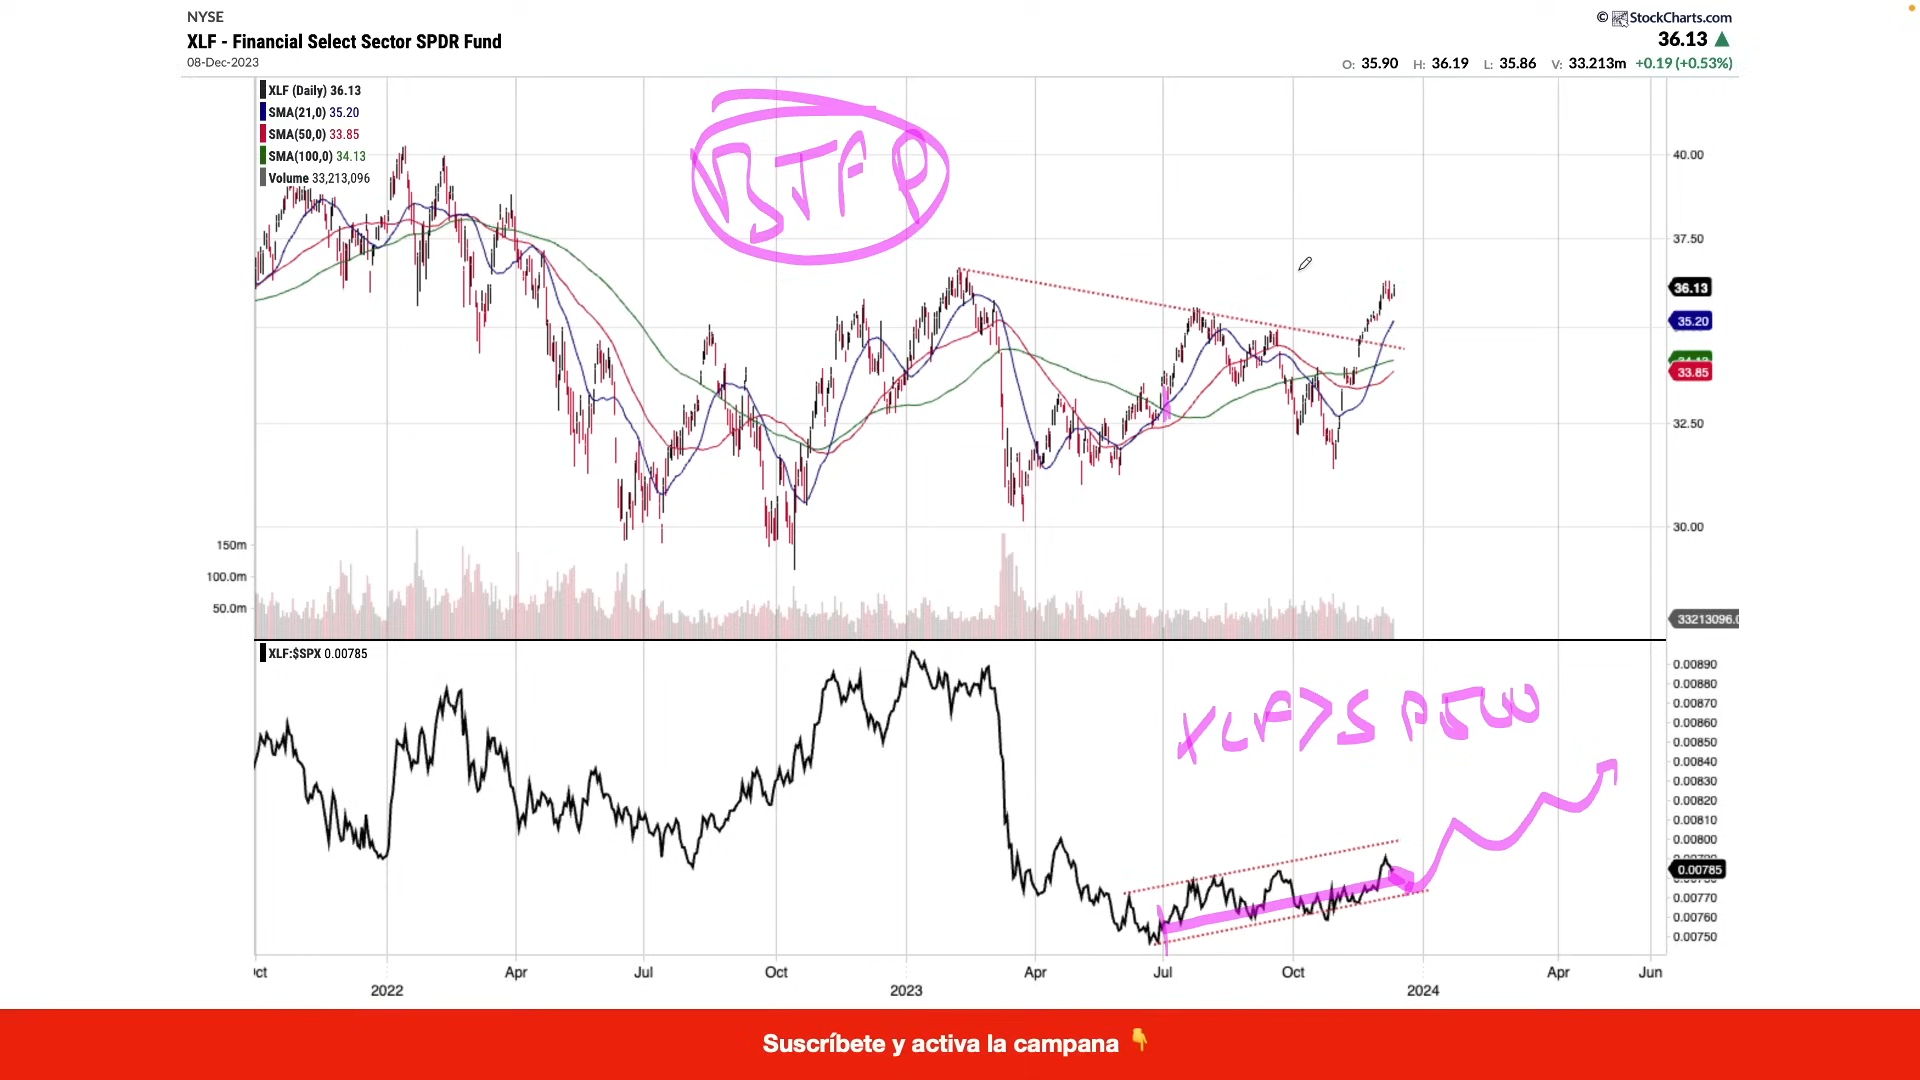 NYSE
© StockCharts.com
XLF - Financial Select Sector SPDR Fund
36.13
08-Dec-2023
O: 35.90 H: 36.19 L: 35.86 V: 33.213m +0.19 (+0.53%)
XLF (Daily) 36.13
SMA(21,0) 35.20
SMA(50,0) 33.85
SMA(100,0) 34.13
Volume 33,213,096
BTFP
40.00
37.50
36.13
35.20
34.13
33.85
32.50
30.00
150m
100.0m
50.0m
33213096.0
XLF:$SPX 0.00785
XLF>SP500
0.00890
0.00880
0.00870
0.00860
0.00850
0.00840
0.00830
0.00820
0.00810
0.00800
0.00785
0.00770
0.00760
0.00750
Apr Jul Oct Apr Jul Oct Apr Jun
2022 2023 2024
Suscríbete y activa la campana 👇